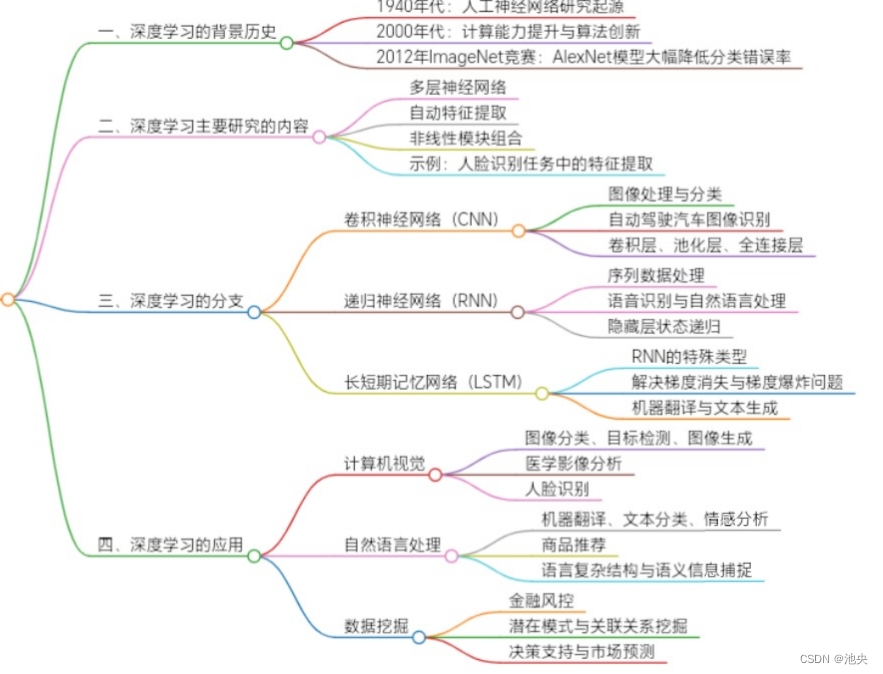 一、深度学习的背景历史
1940年代：人工神经网络研究起源
2000年代：计算能力提升与算法创新
2012年ImageNet竞赛：AlexNet模型大幅降低分类错误率
二、深度学习主要研究的内容
多层神经网络
自动特征提取
非线性模块组合
示例：人脸识别任务中的特征提取
三、深度学习的分支
卷积神经网络（CNN）
图像处理与分类
自动驾驶汽车图像识别
卷积层、池化层、全连接层
递归神经网络（RNN）
序列数据处理
语音识别与自然语言处理
隐藏层状态递归
长短期记忆网络（LSTM）
RNN的特殊类型
解决梯度消失与梯度爆炸问题
机器翻译与文本生成
四、深度学习的应用
计算机视觉
图像分类、目标检测、图像生成
医学影像分析
人脸识别
自然语言处理
机器翻译、文本分类、情感分析
商品推荐
语言复杂结构与语义信息捕捉
数据挖掘
金融风控
潜在模式与关联关系挖掘
决策支持与市场预测
CSDN @池央